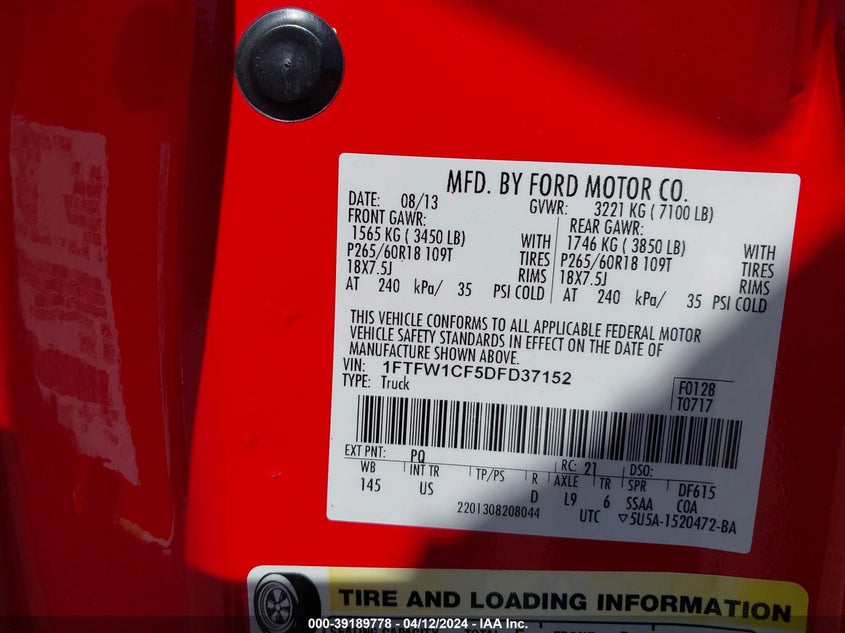 MFD. BY FORD MOTOR CO.
DATE: 08/13 GVWR: 3221 KG ( 7100 LB)
FRONT GAWR: REAR GAWR:
1565 KG ( 3450 LB) WITH 1746 KG ( 3850 LB) WITH
P265/60R18 109T TIRES P265/60R18 109T TIRES
18X7.5J RIMS 18X7.5J RIMS
AT 240 kPa/ 35 PSI COLD AT 240 kPa/ 35 PSI COLD
THIS VEHICLE CONFORMS TO ALL APPLICABLE FEDERAL MOTOR
VEHICLE SAFETY STANDARDS IN EFFECT ON THE DATE OF
MANUFACTURE SHOWN ABOVE.
VIN: 1FTFW1CF5DFD37152
TYPE: Truck F0128
T0717
EXT PNT: PQ RC: 21 DSO:
WB INT TR TP/PS R AXLE TR SPR DF615
145 US D L9 6 SSAA COA
2201308208044 UTC ▽5U5A-1520472-BA
TIRE AND LOADING INFORMATION
000-39189778 - 04/12/2024 - IAA Inc.